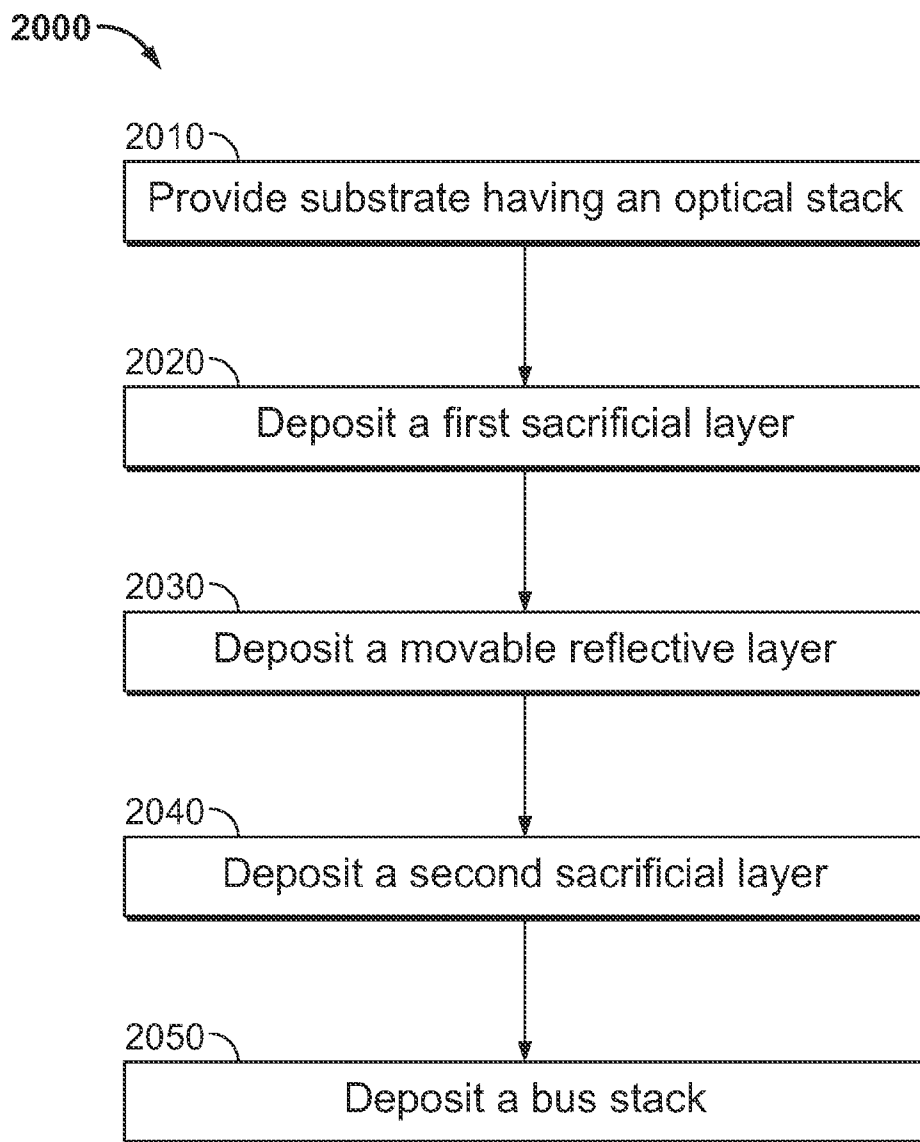 2000
2010
Provide substrate having an optical stack
2020
Deposit a first sacrificial layer
2030
Deposit a movable reflective layer
2040
Deposit a second sacrificial layer
2050
Deposit a bus stack